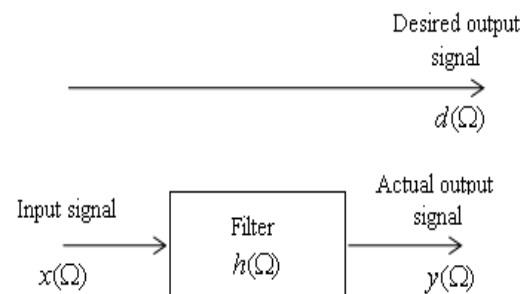 Desired output
signal
d(Ω)
Input signal
x(Ω)
Filter
h(Ω)
Actual output
signal
y(Ω)